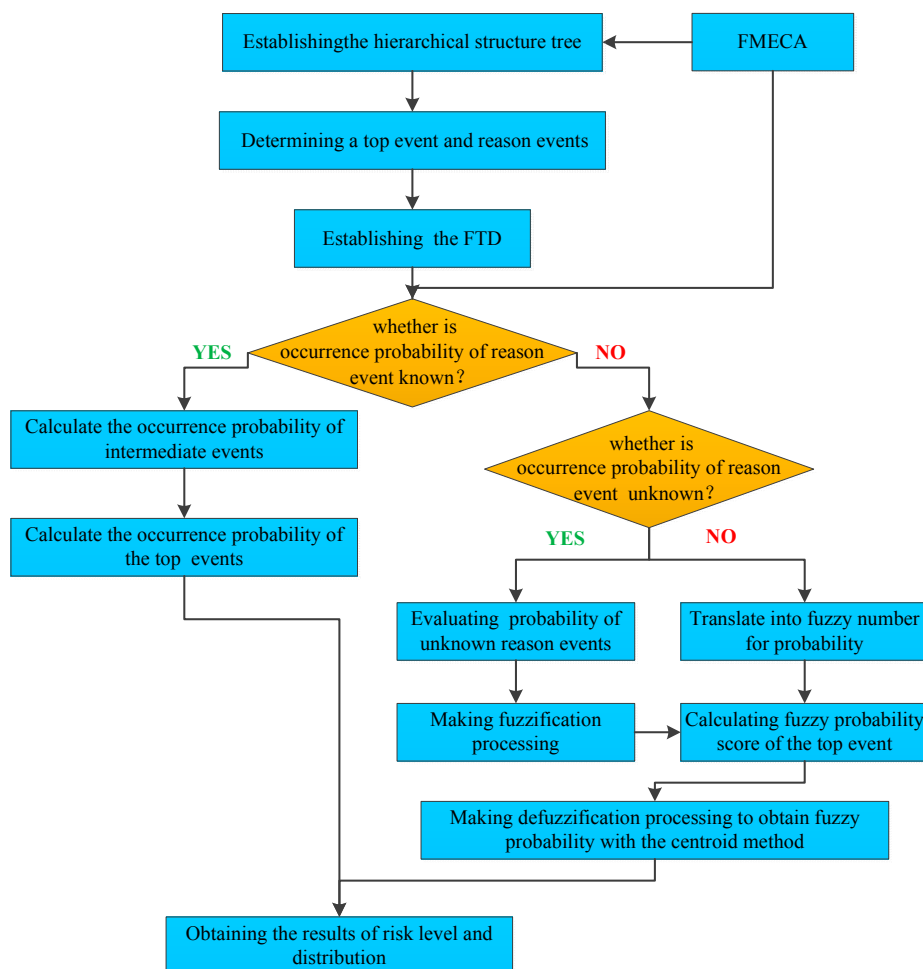 Establishingthe hierarchical structure tree
FMECA
Determining a top event and reason events
Establishing the FTD
whether is
occurrence probability of reason
event known?
YES
NO
Calculate the occurrence probability of
intermediate events
whether is
occurrence probability of reason
event unknown?
Calculate the occurrence probability of
the top events
YES
NO
Evaluating probability of
unknown reason events
Translate into fuzzy number
for probability
Making fuzzification
processing
Calculating fuzzy probability
score of the top event
Making defuzzification processing to obtain fuzzy
probability with the centroid method
Obtaining the results of risk level and
distribution